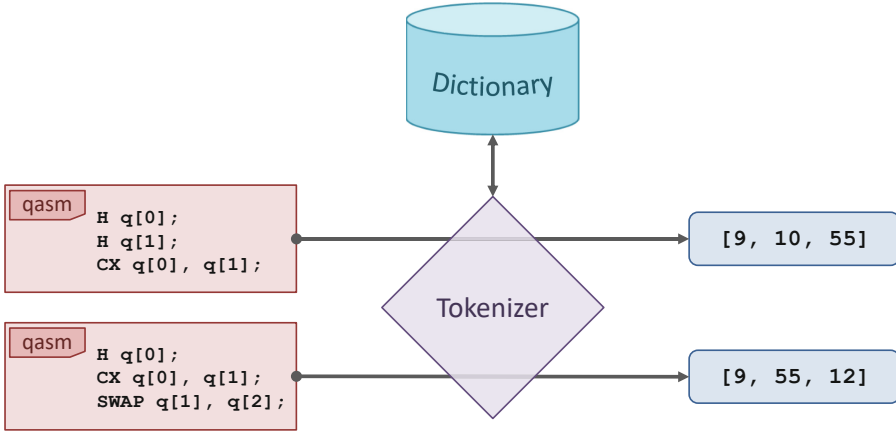 Dictionary
qasm
H q[0];
H q[1];
CX q[0], q[1];
[9, 10, 55]
Tokenizer
qasm
H q[0];
CX q[0], q[1];
SWAP q[1], q[2];
[9, 55, 12]